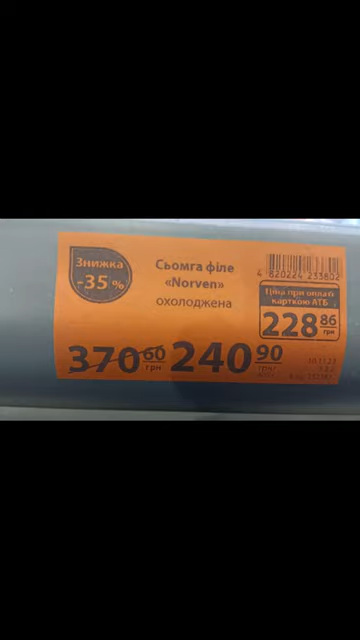 Знижка
-35 %
Сьомга філе
«Norven»
охолоджена
4 820224 233802
Ціна при оплаті
карткою АТБ
228 86
грн
370 60
грн
240 90
грн/